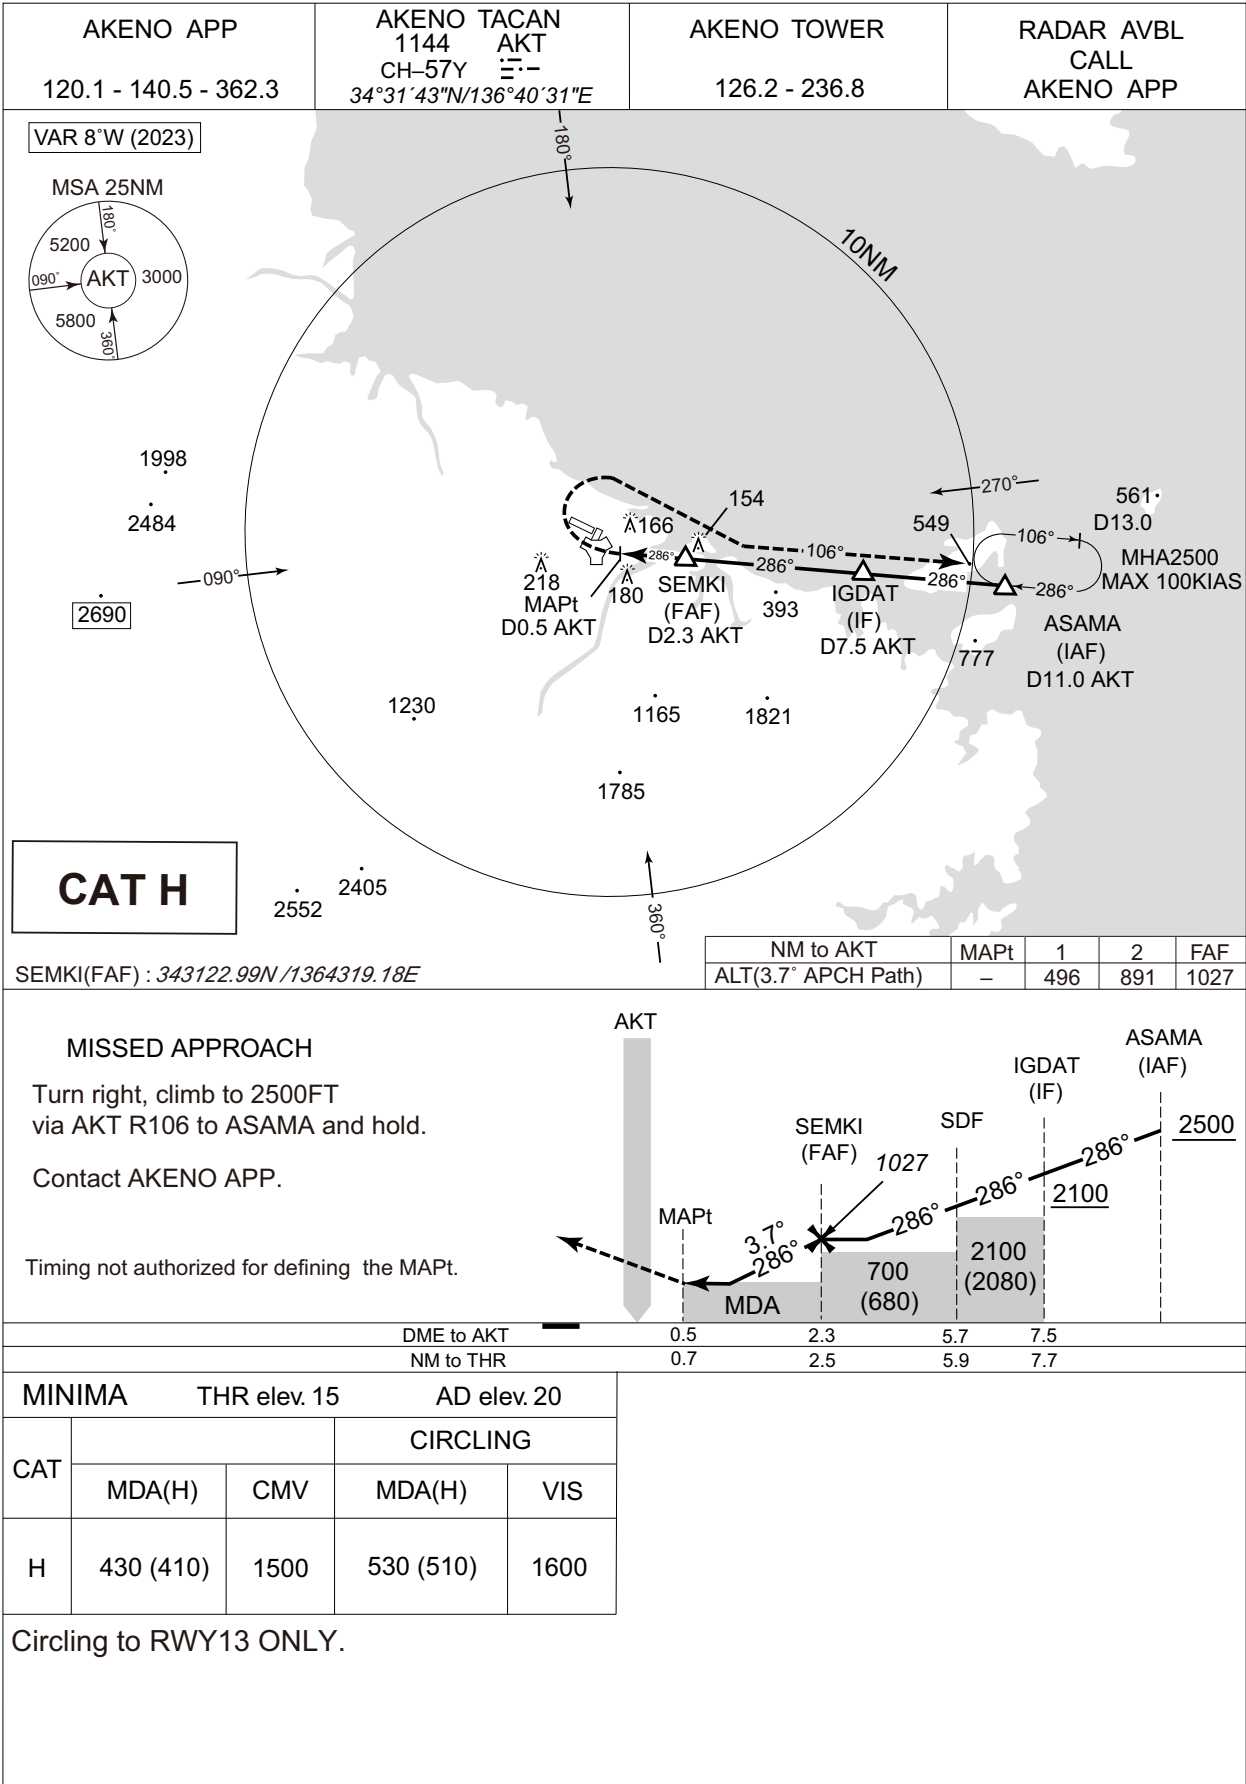 AKENO APP
120.1 - 140.5 - 362.3
AKENO TACAN
1144 AKT
CH–57Y
34°31´43"N/136°40´31"E
AKENO TOWER
126.2 - 236.8
RADAR AVBL
CALL
AKENO APP
VAR 8°W (2023)
MSA 25NM
180°
5200
090°
AKT
3000
5800
360°
180°
10NM
1998
2484
090°
2690
166
154
270°
561
D13.0
549
106°
MHA2500
MAX 100KIAS
106°
286°
286°
286°
286°
218
180
MAPt
D0.5 AKT
SEMKI
(FAF)
D2.3 AKT
393
IGDAT
(IF)
D7.5 AKT
777
ASAMA
(IAF)
D11.0 AKT
1230
1165
1821
1785
CAT H
2552
2405
360°
SEMKI(FAF) : 343122.99N /1364319.18E
NM to AKT MAPt 1 2 FAF
ALT(3.7° APCH Path) – 496 891 1027
MISSED APPROACH
Turn right, climb to 2500FT
via AKT R106 to ASAMA and hold.
Contact AKENO APP.
Timing not authorized for defining the MAPt.
AKT
MAPt
SEMKI
(FAF)
1027
SDF
IGDAT
(IF)
ASAMA
(IAF)
2500
286°
286°
2100
286°
3.7°
286°
MDA
700
(680)
2100
(2080)
DME to AKT 0.5 2.3 5.7 7.5
NM to THR 0.7 2.5 5.9 7.7
MINIMA THR elev. 15 AD elev. 20
CAT
CIRCLING
MDA(H) CMV MDA(H) VIS
H 430 (410) 1500 530 (510) 1600
Circling to RWY13 ONLY.